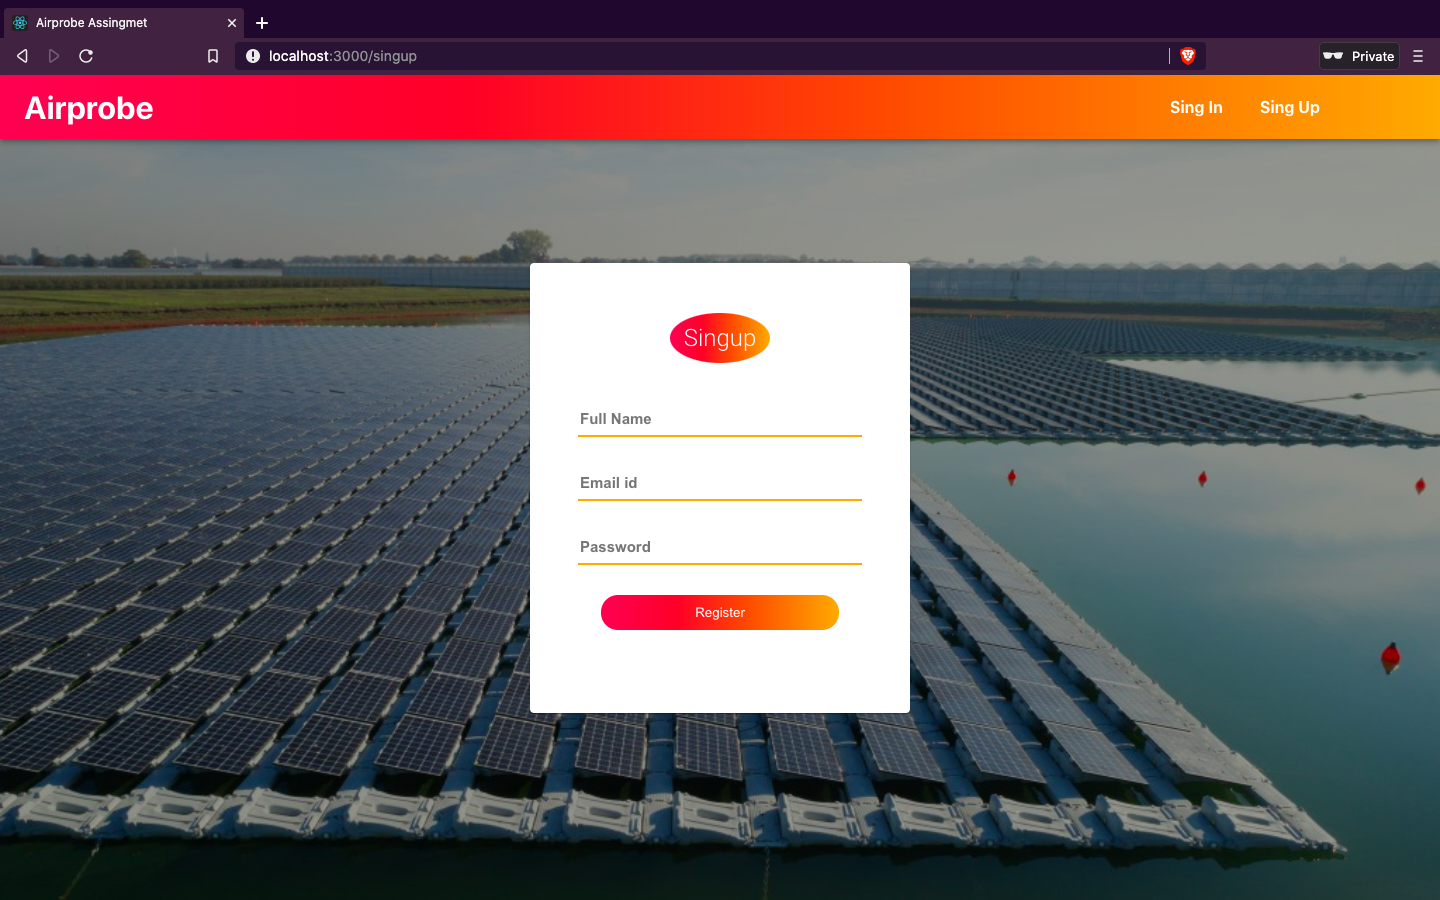 Airprobe Assingmet
localhost:3000/singup
Private
Airprobe
Sing In
Sing Up
Singup
Full Name
Email id
Password
Register